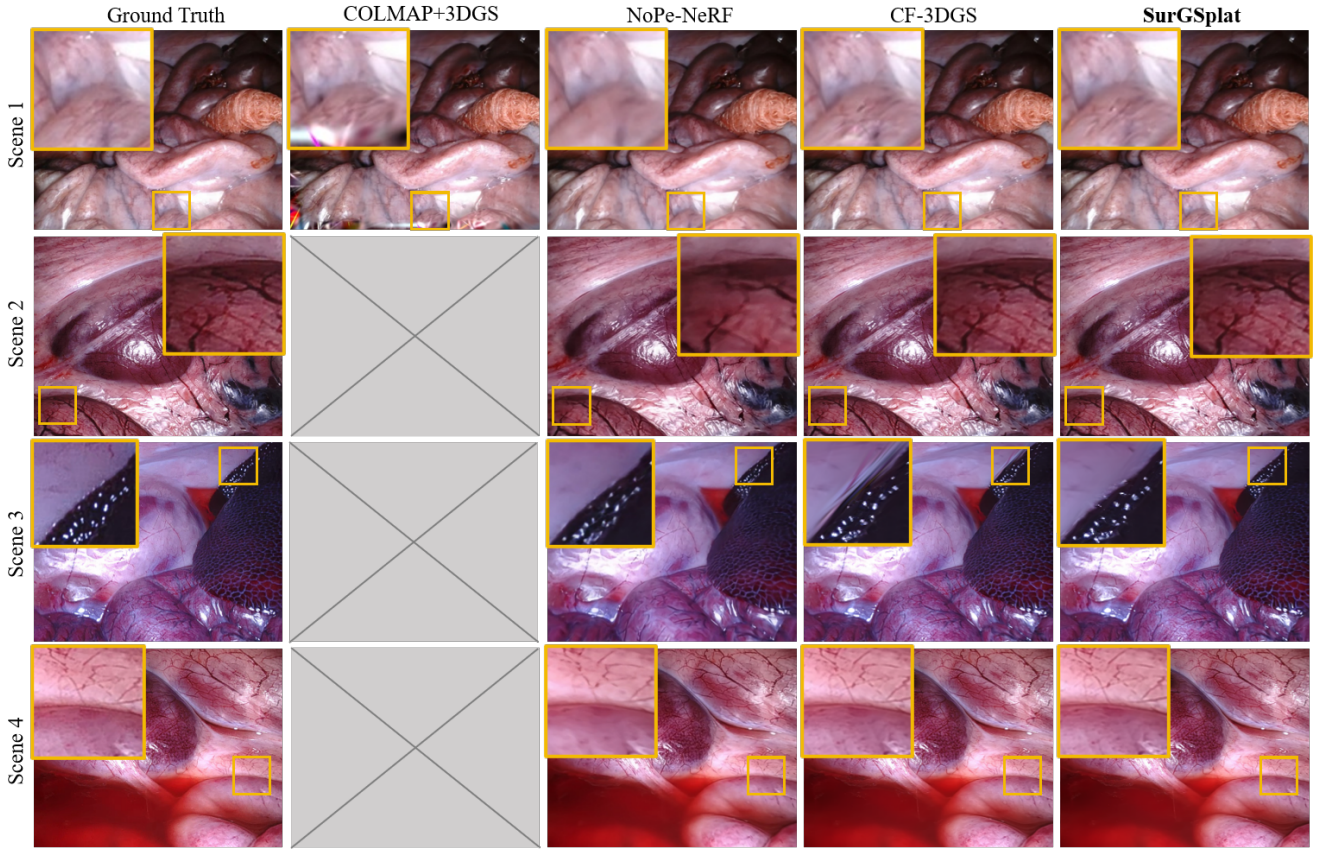 Ground Truth COLMAP+3DGS NoPe-NeRF CF-3DGS SurGSplat
Scene 1
Scene 2
Scene 3
Scene 4